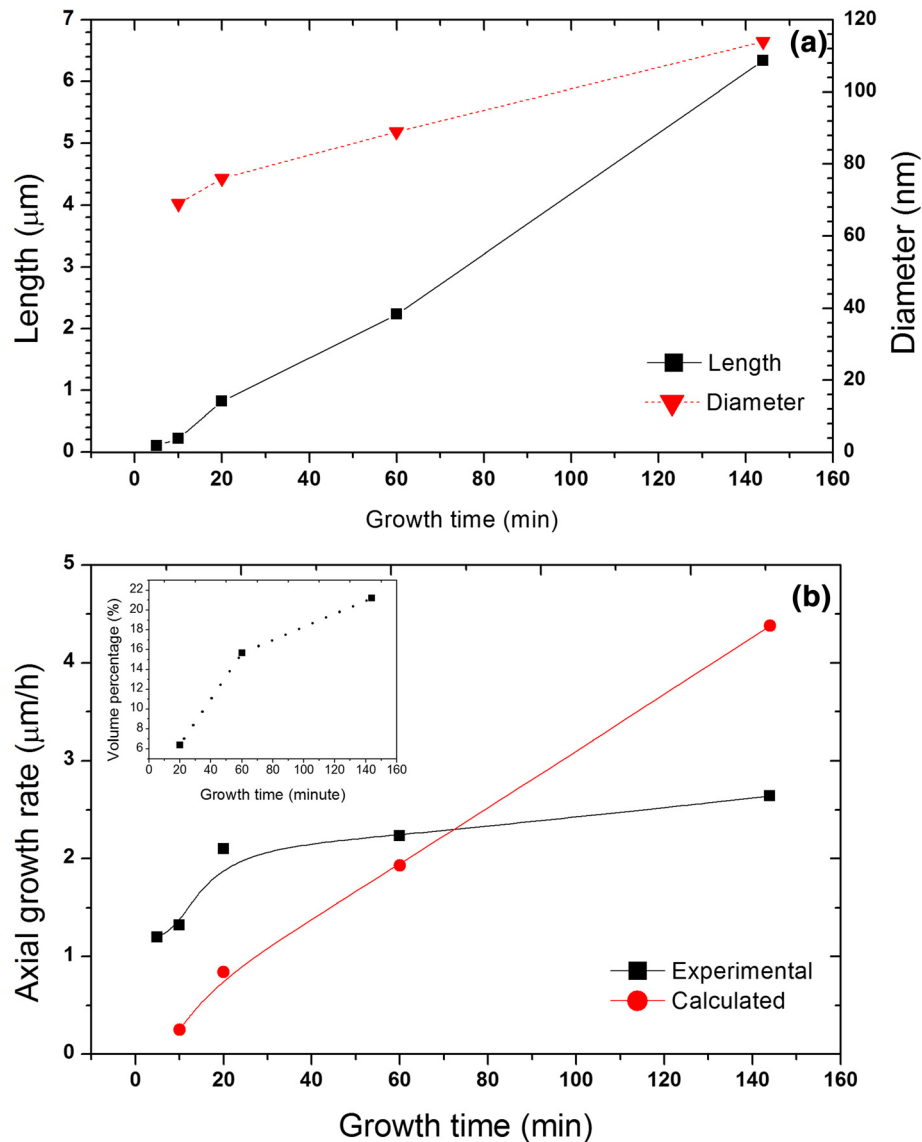 (a)
7
6
5
4
3
2
1
0
Length (μm)
120
100
80
60
40
20
0
Diameter (nm)
Length
Diameter
0 20 40 60 80 100 120 140 160
Growth time (min)
(b)
5
4
3
2
1
0
Axial growth rate (μm/h)
22
20
18
16
14
12
10
8
6
Volume percentage (%)
0 20 40 60 80 100 120 140 160
Growth time (minute)
Experimental
Calculated
0 20 40 60 80 100 120 140 160
Growth time (min)